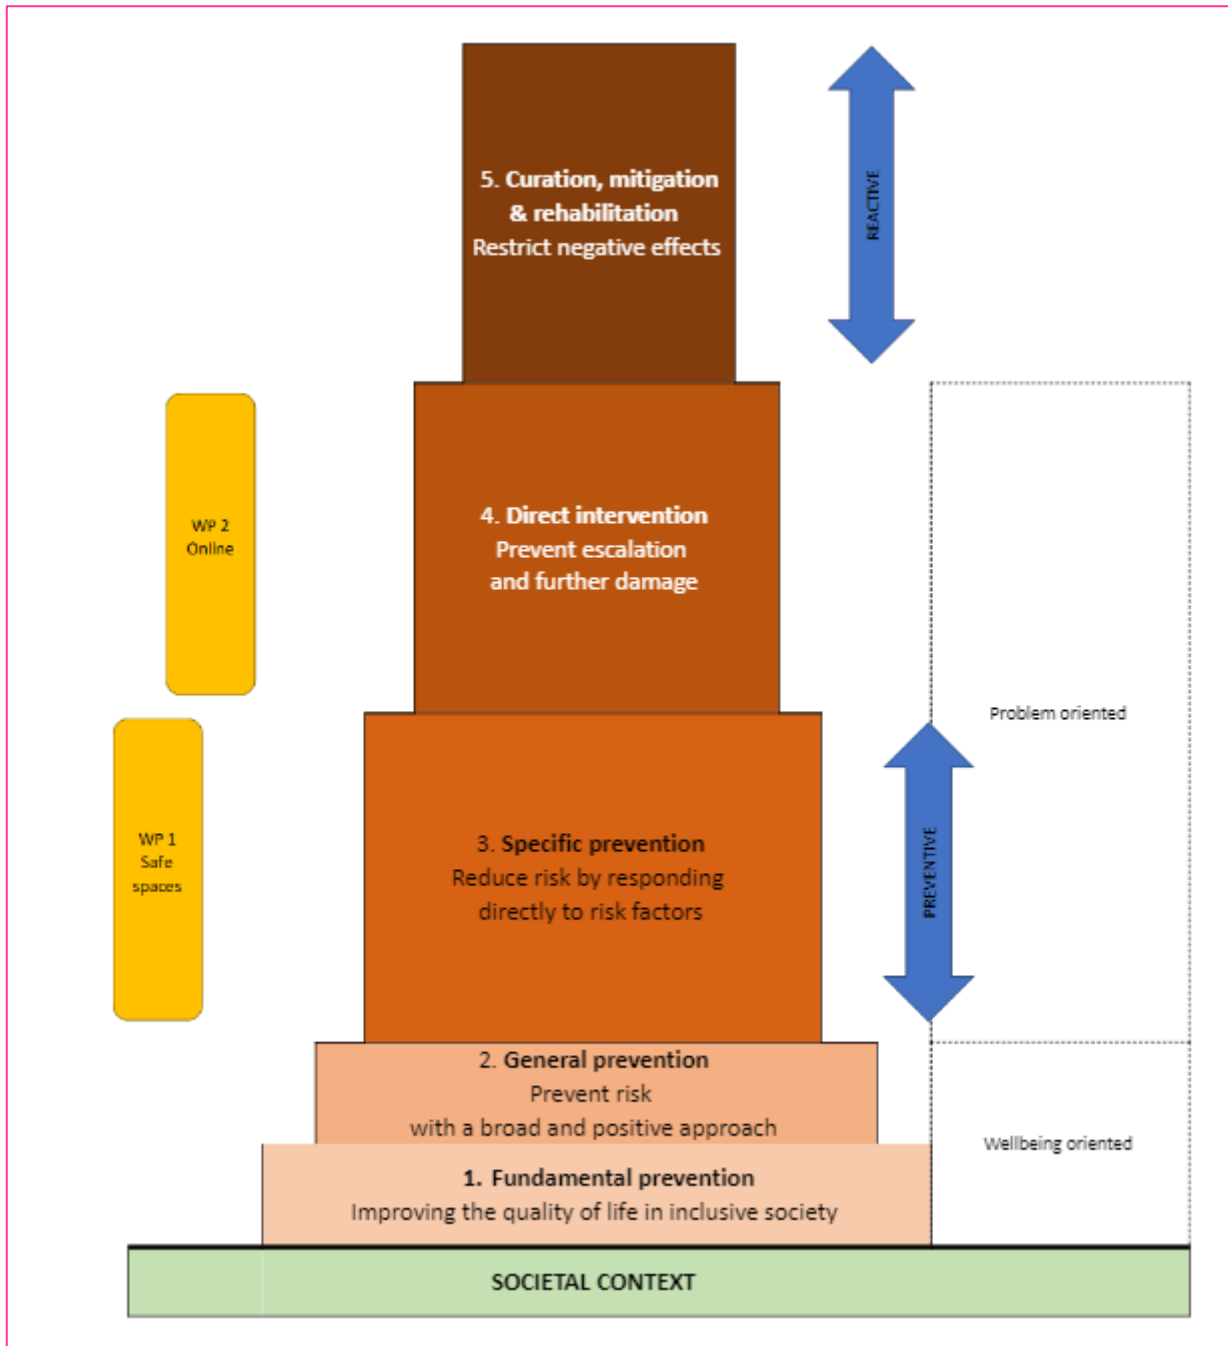 5. Curation, mitigation
& rehabilitation
Restrict negative effects
REACTIVE
WP 2
Online
4. Direct intervention
Prevent escalation
and further damage
Problem oriented
WP 1
Safe
spaces
3. Specific prevention
Reduce risk by responding
directly to risk factors
PREVENTIVE
2. General prevention
Prevent risk
with a broad and positive approach
Wellbeing oriented
1. Fundamental prevention
Improving the quality of life in inclusive society
SOCIETAL CONTEXT